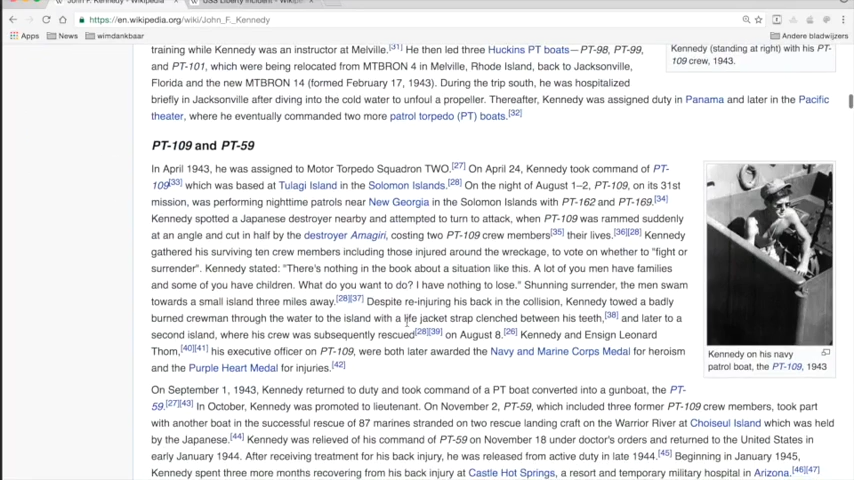 John F. Kennedy - Wikipedia
USS Liberty incident - Wikipedia
https://en.wikipedia.org/wiki/John_F._Kennedy
Apps News wimdankbaar Andere bladwijzers
training while Kennedy was an instructor at Melville.[31] He then led three Huckins PT boats—PT-98, PT-99,
and PT-101, which were being relocated from MTBRON 4 in Melville, Rhode Island, back to Jacksonville,
Florida and the new MTBRON 14 (formed February 17, 1943). During the trip south, he was hospitalized
briefly in Jacksonville after diving into the cold water to unfoul a propeller. Thereafter, Kennedy was assigned duty in Panama and later in the Pacific
theater, where he eventually commanded two more patrol torpedo (PT) boats.[32]
Kennedy (standing at right) with his PT-
109 crew, 1943.
PT-109 and PT-59
In April 1943, he was assigned to Motor Torpedo Squadron TWO.[27] On April 24, Kennedy took command of PT-
109[33] which was based at Tulagi Island in the Solomon Islands.[28] On the night of August 1–2, PT-109, on its 31st
mission, was performing nighttime patrols near New Georgia in the Solomon Islands with PT-162 and PT-169.[34]
Kennedy spotted a Japanese destroyer nearby and attempted to turn to attack, when PT-109 was rammed suddenly
at an angle and cut in half by the destroyer Amagiri, costing two PT-109 crew members[35] their lives.[36][28] Kennedy
gathered his surviving ten crew members including those injured around the wreckage, to vote on whether to "fight or
surrender". Kennedy stated: "There's nothing in the book about a situation like this. A lot of you men have families
and some of you have children. What do you want to do? I have nothing to lose." Shunning surrender, the men swam
towards a small island three miles away.[28][37] Despite re-injuring his back in the collision, Kennedy towed a badly
burned crewman through the water to the island with a life jacket strap clenched between his teeth,[38] and later to a
second island, where his crew was subsequently rescued[28][39] on August 8.[26] Kennedy and Ensign Leonard
Thom,[40][41] his executive officer on PT-109, were both later awarded the Navy and Marine Corps Medal for heroism
and the Purple Heart Medal for injuries.[42]
Kennedy on his navy
patrol boat, the PT-109, 1943
On September 1, 1943, Kennedy returned to duty and took command of a PT boat converted into a gunboat, the PT-
59.[27][43] In October, Kennedy was promoted to lieutenant. On November 2, PT-59, which included three former PT-109 crew members, took part
with another boat in the successful rescue of 87 marines stranded on two rescue landing craft on the Warrior River at Choiseul Island which was held
by the Japanese.[44] Kennedy was relieved of his command of PT-59 on November 18 under doctor's orders and returned to the United States in
early January 1944. After receiving treatment for his back injury, he was released from active duty in late 1944.[45] Beginning in January 1945,
Kennedy spent three more months recovering from his back injury at Castle Hot Springs, a resort and temporary military hospital in Arizona.[46][47]